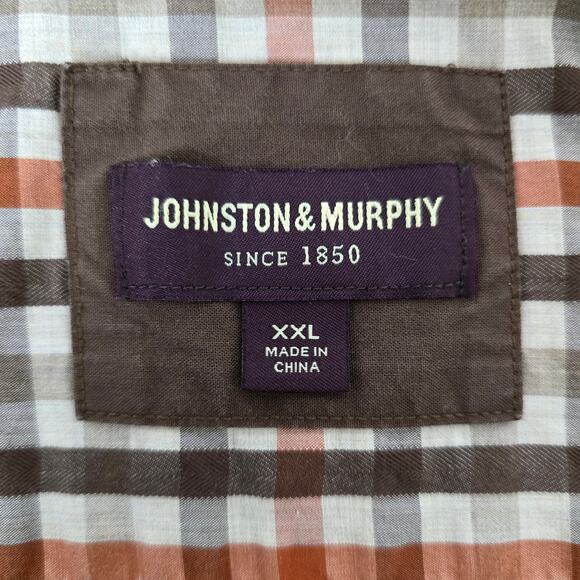 JOHNSTON & MURPHY
SINCE 1850
XXL
MADE IN
CHINA